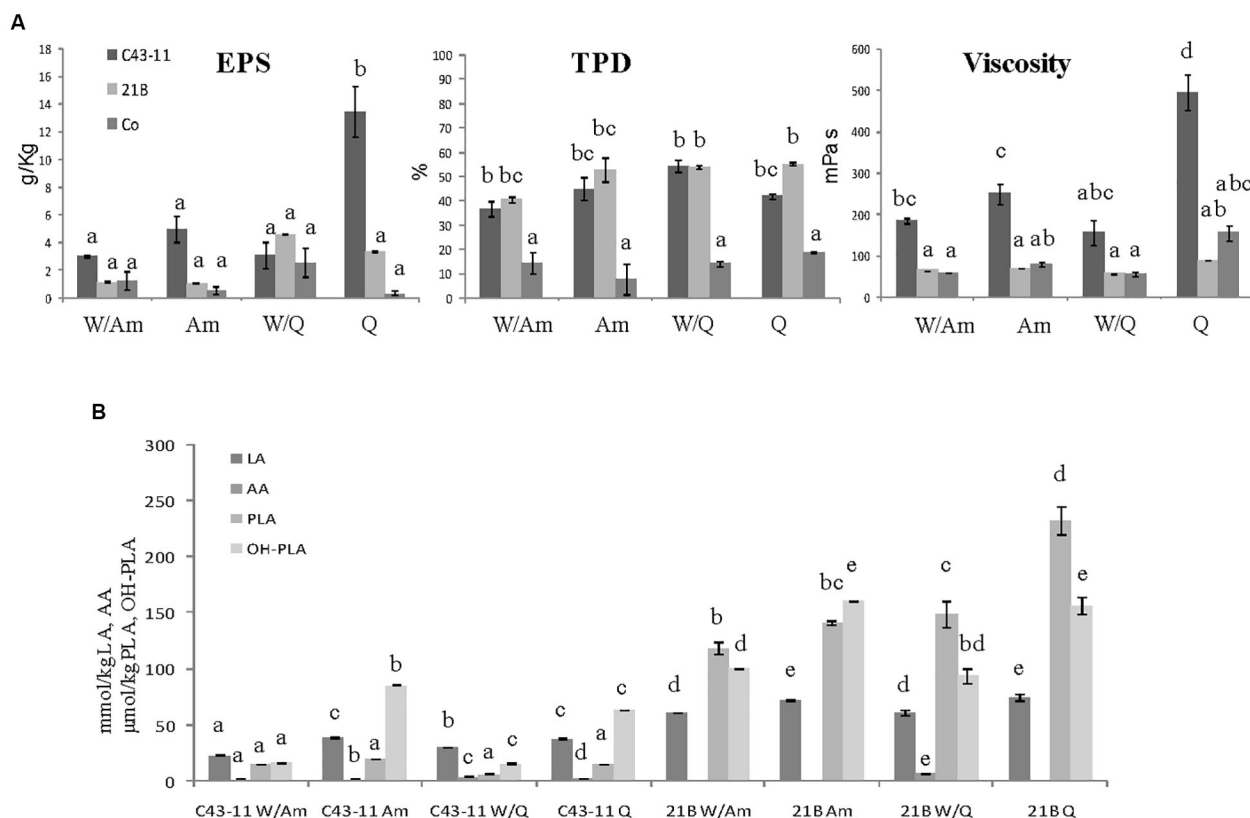 A
EPS
g/Kg
18
16
14
12
10
8
6
4
2
0
C43-11
21B
Co
a
a a
a
a a
a a a
b
a
a
W/Am Am W/Q Q
TPD
%
100
90
80
70
60
50
40
30
20
10
0
b bc
a
bc bc
a
b b
a
bc b
a
W/Am Am W/Q Q
Viscosity
mPa s
600
500
400
300
200
100
0
bc
a a
c
a ab
abc
a a
d
ab
abc
W/Am Am W/Q Q
B
mmol/kg LA, AA
µmol/kg PLA, OH-PLA
300
250
200
150
100
50
0
LA
AA
PLA
OH-PLA
a a a a
c b a b
b c a c
c d a c
d b d
e bc e
d e c bd
e d e
C43-11 W/Am C43-11 Am C43-11 W/Q C43-11 Q 21B W/Am 21B Am 21B W/Q 21B Q